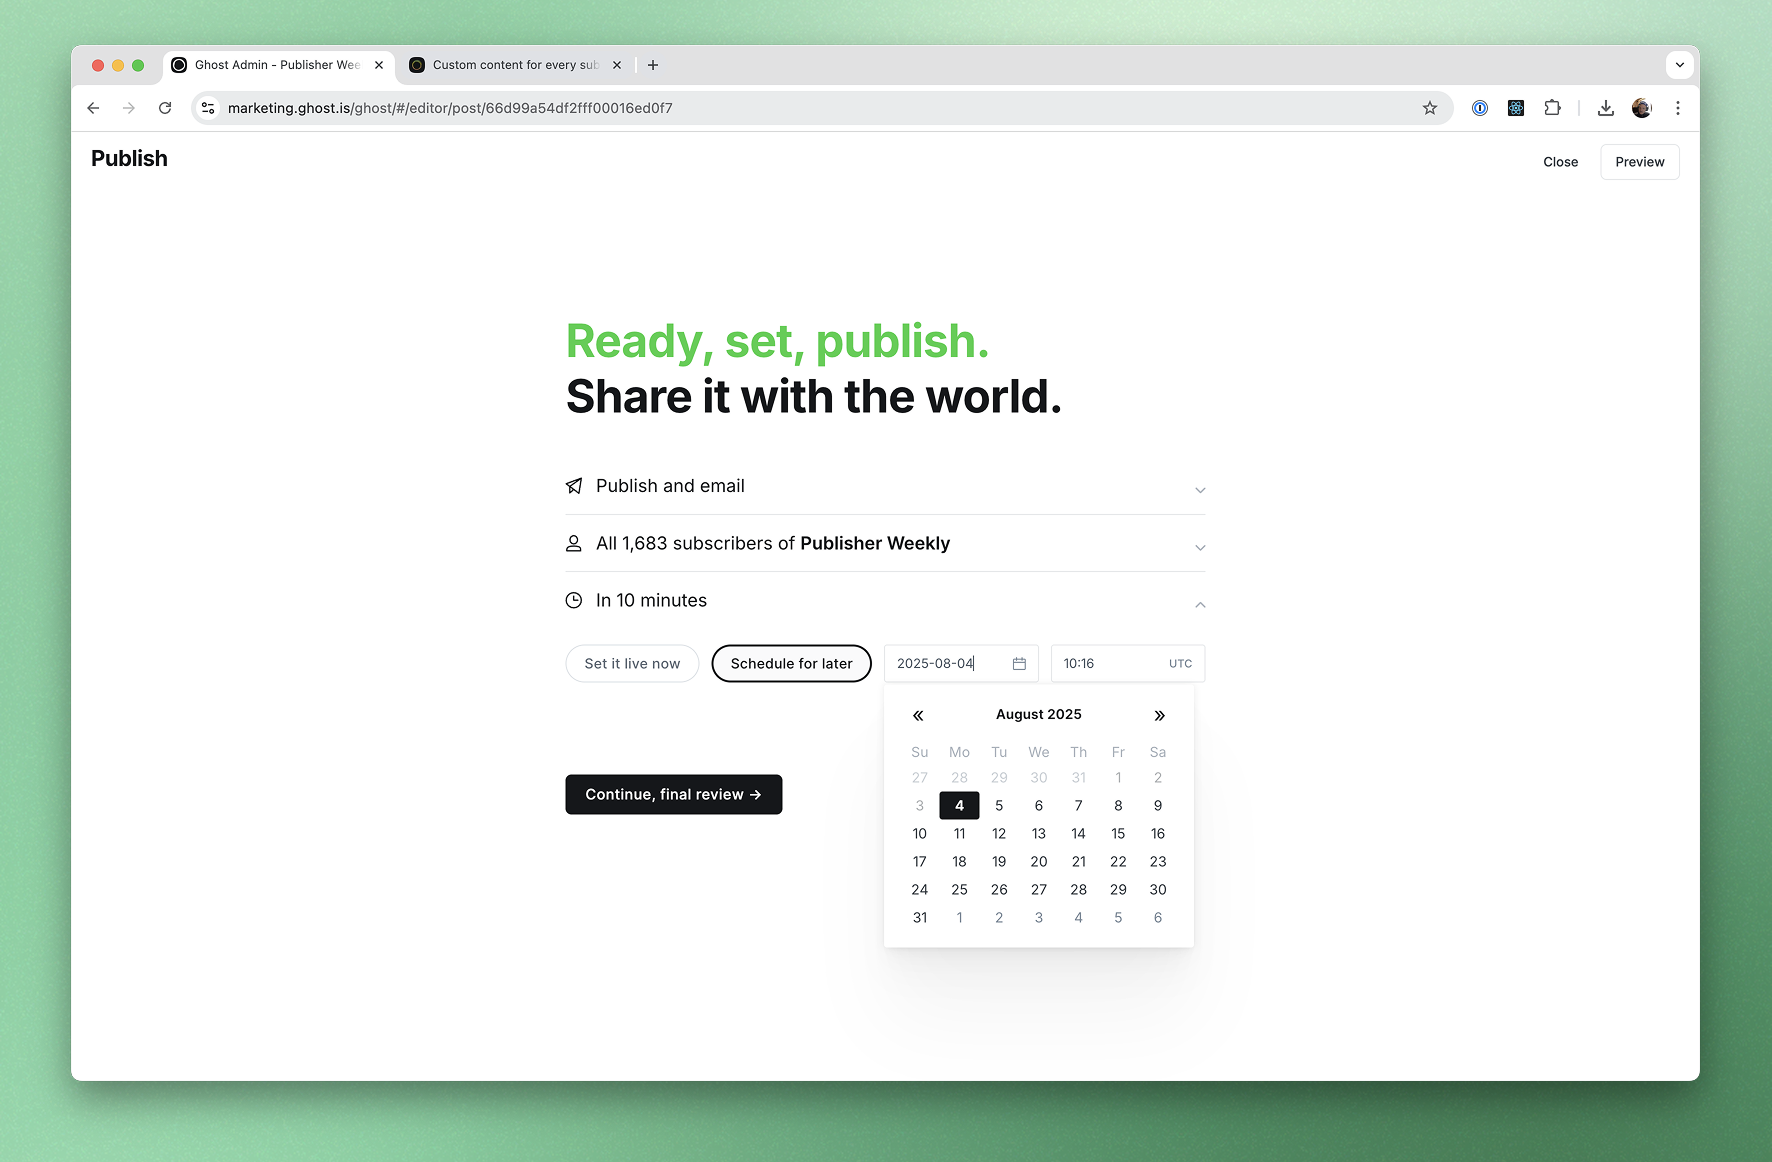 Ghost Admin - Publisher Wee
Custom content for every sub
marketing.ghost.is/ghost/#/editor/post/66d99a54df2fff00016ed0f7
Publish
Close
Preview
Ready, set, publish.
Share it with the world.
Publish and email
All 1,683 subscribers of Publisher Weekly
In 10 minutes
Set it live now
Schedule for later
2025-08-04
10:16
UTC
« August 2025 »
Su Mo Tu We Th Fr Sa
27 28 29 30 31 1 2
3 4 5 6 7 8 9
10 11 12 13 14 15 16
17 18 19 20 21 22 23
24 25 26 27 28 29 30
31 1 2 3 4 5 6
Continue, final review →